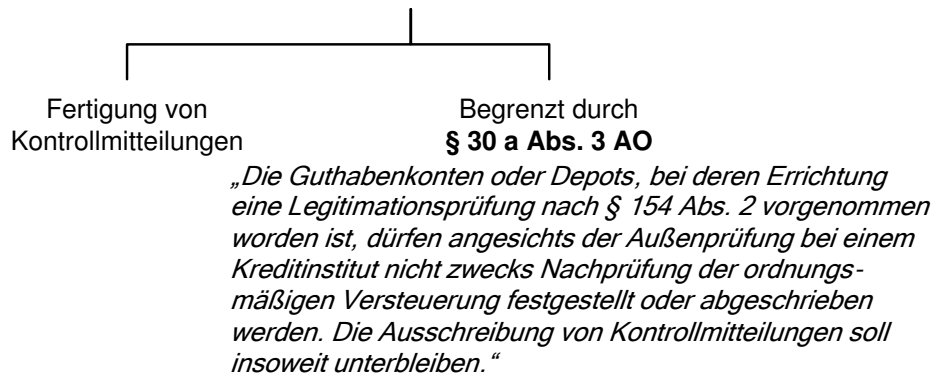 Fertigung von
Kontrollmitteilungen
Begrenzt durch
§ 30 a Abs. 3 AO
„Die Guthabenkonten oder Depots, bei deren Errichtung
eine Legitimationsprüfung nach § 154 Abs. 2 vorgenommen
worden ist, dürfen angesichts der Außenprüfung bei einem
Kreditinstitut nicht zwecks Nachprüfung der ordnungs-
mäßigen Versteuerung festgestellt oder abgeschrieben
werden. Die Ausschreibung von Kontrollmitteilungen soll
insoweit unterbleiben.“